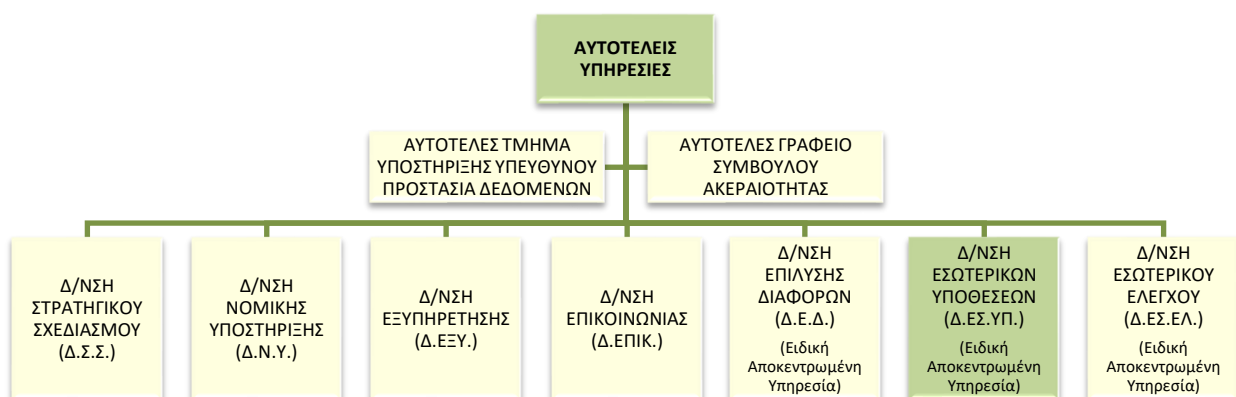 ΑΥΤΟΤΕΛΕΙΣ
ΥΠΗΡΕΣΙΕΣ
ΑΥΤΟΤΕΛΕΣ ΤΜΗΜΑ
ΥΠΟΣΤΗΡΙΞΗΣ ΥΠΕΥΘΥΝΟΥ
ΠΡΟΣΤΑΣΙΑ ΔΕΔΟΜΕΝΩΝ
ΑΥΤΟΤΕΛΕΣ ΓΡΑΦΕΙΟ
ΣΥΜΒΟΥΛΟΥ
ΑΚΕΡΑΙΟΤΗΤΑΣ
Δ/ΝΣΗ
ΣΤΡΑΤΗΓΙΚΟΥ
ΣΧΕΔΙΑΣΜΟΥ
(Δ.Σ.Σ.)
Δ/ΝΣΗ
ΝΟΜΙΚΗΣ
ΥΠΟΣΤΗΡΙΞΗΣ
(Δ.Ν.Υ.)
Δ/ΝΣΗ
ΕΞΥΠΗΡΕΤΗΣΗΣ
(Δ.ΕΞΥ.)
Δ/ΝΣΗ
ΕΠΙΚΟΙΝΩΝΙΑΣ
(Δ.ΕΠΙΚ.)
Δ/ΝΣΗ
ΕΠΙΛΥΣΗΣ
ΔΙΑΦΟΡΩΝ
(Δ.Ε.Δ.)
(Ειδική
Αποκεντρωμένη
Υπηρεσία)
Δ/ΝΣΗ
ΕΣΩΤΕΡΙΚΩΝ
ΥΠΟΘΕΣΕΩΝ
(Δ.ΕΣ.ΥΠ.)
(Ειδική
Αποκεντρωμένη
Υπηρεσία)
Δ/ΝΣΗ
ΕΣΩΤΕΡΙΚΟΥ
ΕΛΕΓΧΟΥ
(Δ.ΕΣ.ΕΛ.)
(Ειδική
Αποκεντρωμένη
Υπηρεσία)